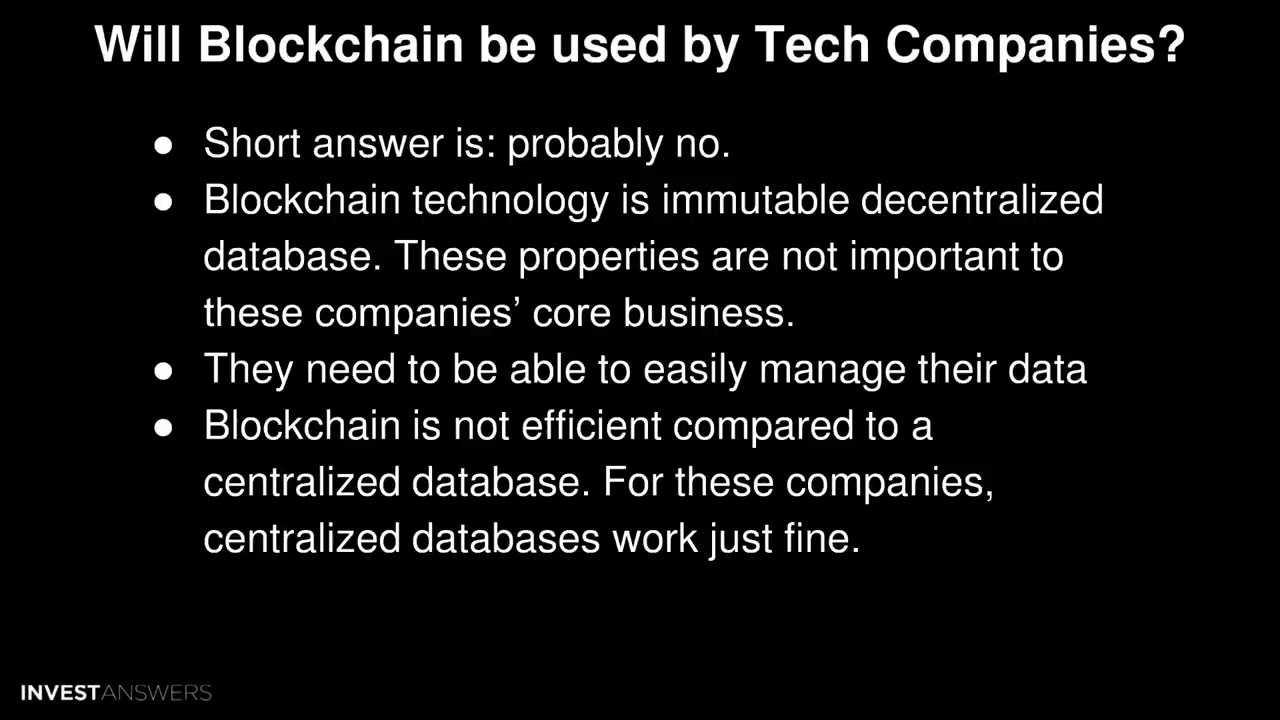 Will Blockchain be used by Tech Companies?
● Short answer is: probably no.
● Blockchain technology is immutable decentralized
database. These properties are not important to
these companies’ core business.
● They need to be able to easily manage their data
● Blockchain is not efficient compared to a
centralized database. For these companies,
centralized databases work just fine.
INVESTANSWERS